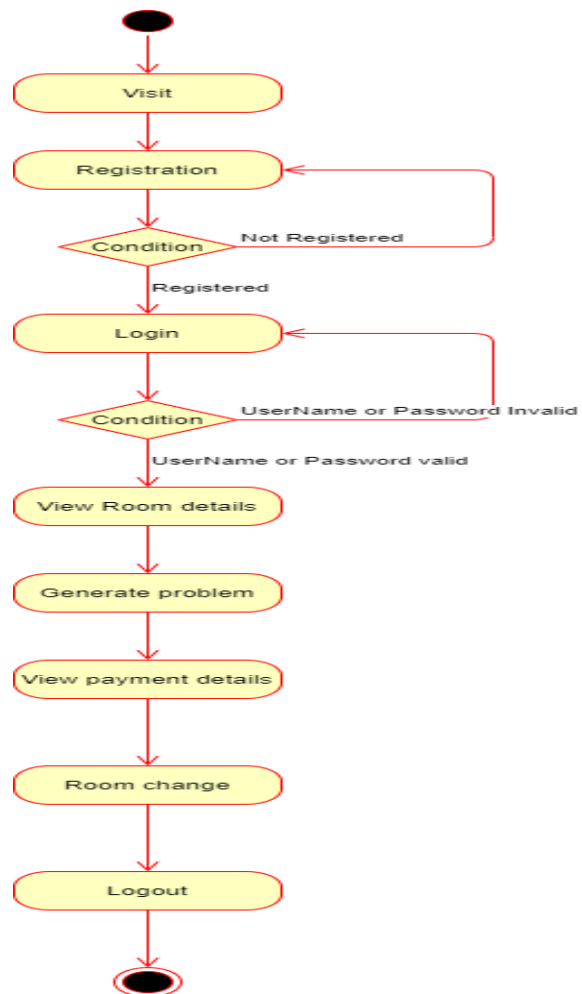 Visit
Registration
Condition
Not Registered
Registered
Login
Condition
UserName or Password Invalid
UserName or Password valid
View Room details
Generate problem
View payment details
Room change
Logout